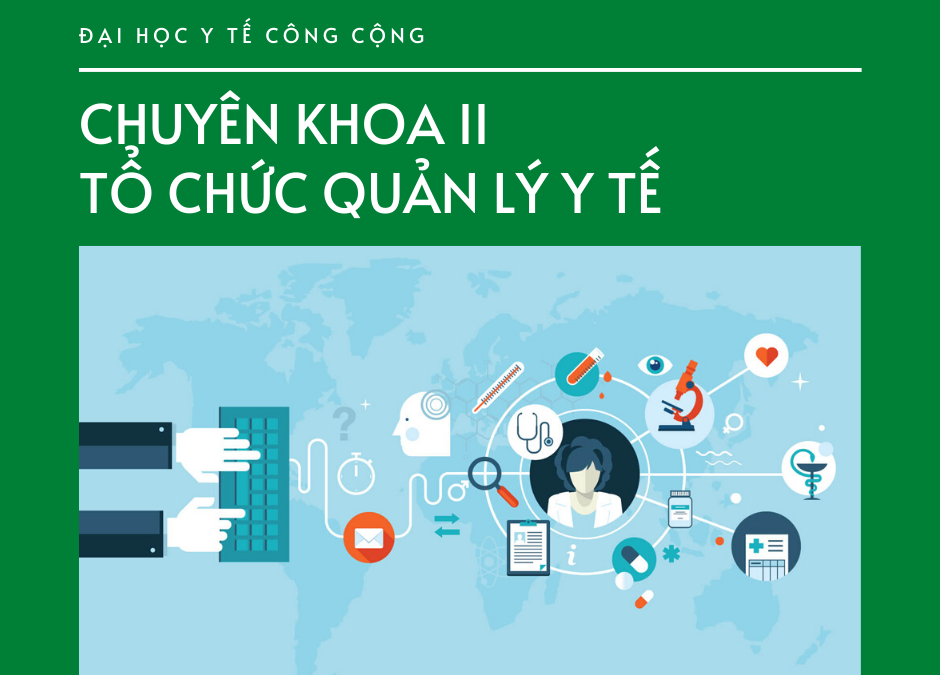 ĐẠI HỌC Y TẾ CÔNG CỘNG
CHUYÊN KHOA II
TỔ CHỨC QUẢN LÝ Y TẾ
?
i